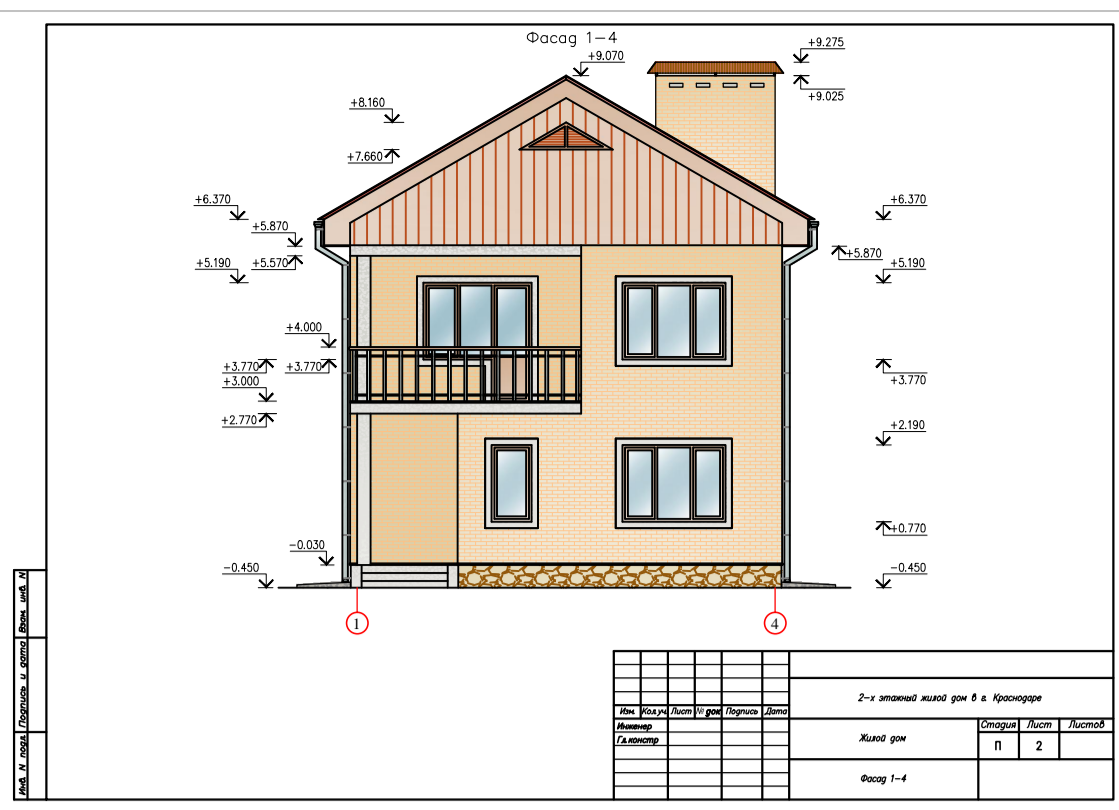 Фасад 1-4
+9.275
+9.070
+9.025
+8.160
+7.660
+6.370
+6.370
+5.870
+5.870
+5.190
+5.570
+5.190
+4.000
+3.770
+3.770
+3.770
+3.000
+2.770
+2.190
+0.770
-0.030
-0.450
-0.450
1
4
Взам. инв. N
Подпись и дата
Инв. N подл.
2-х этажный жилой дом в г. Краснодаре
Изм. Кол.уч. Лист № док Подпись Дата
Инженер
Гл.констр
Жилой дом
Стадия Лист Листов
П 2
Фасад 1-4